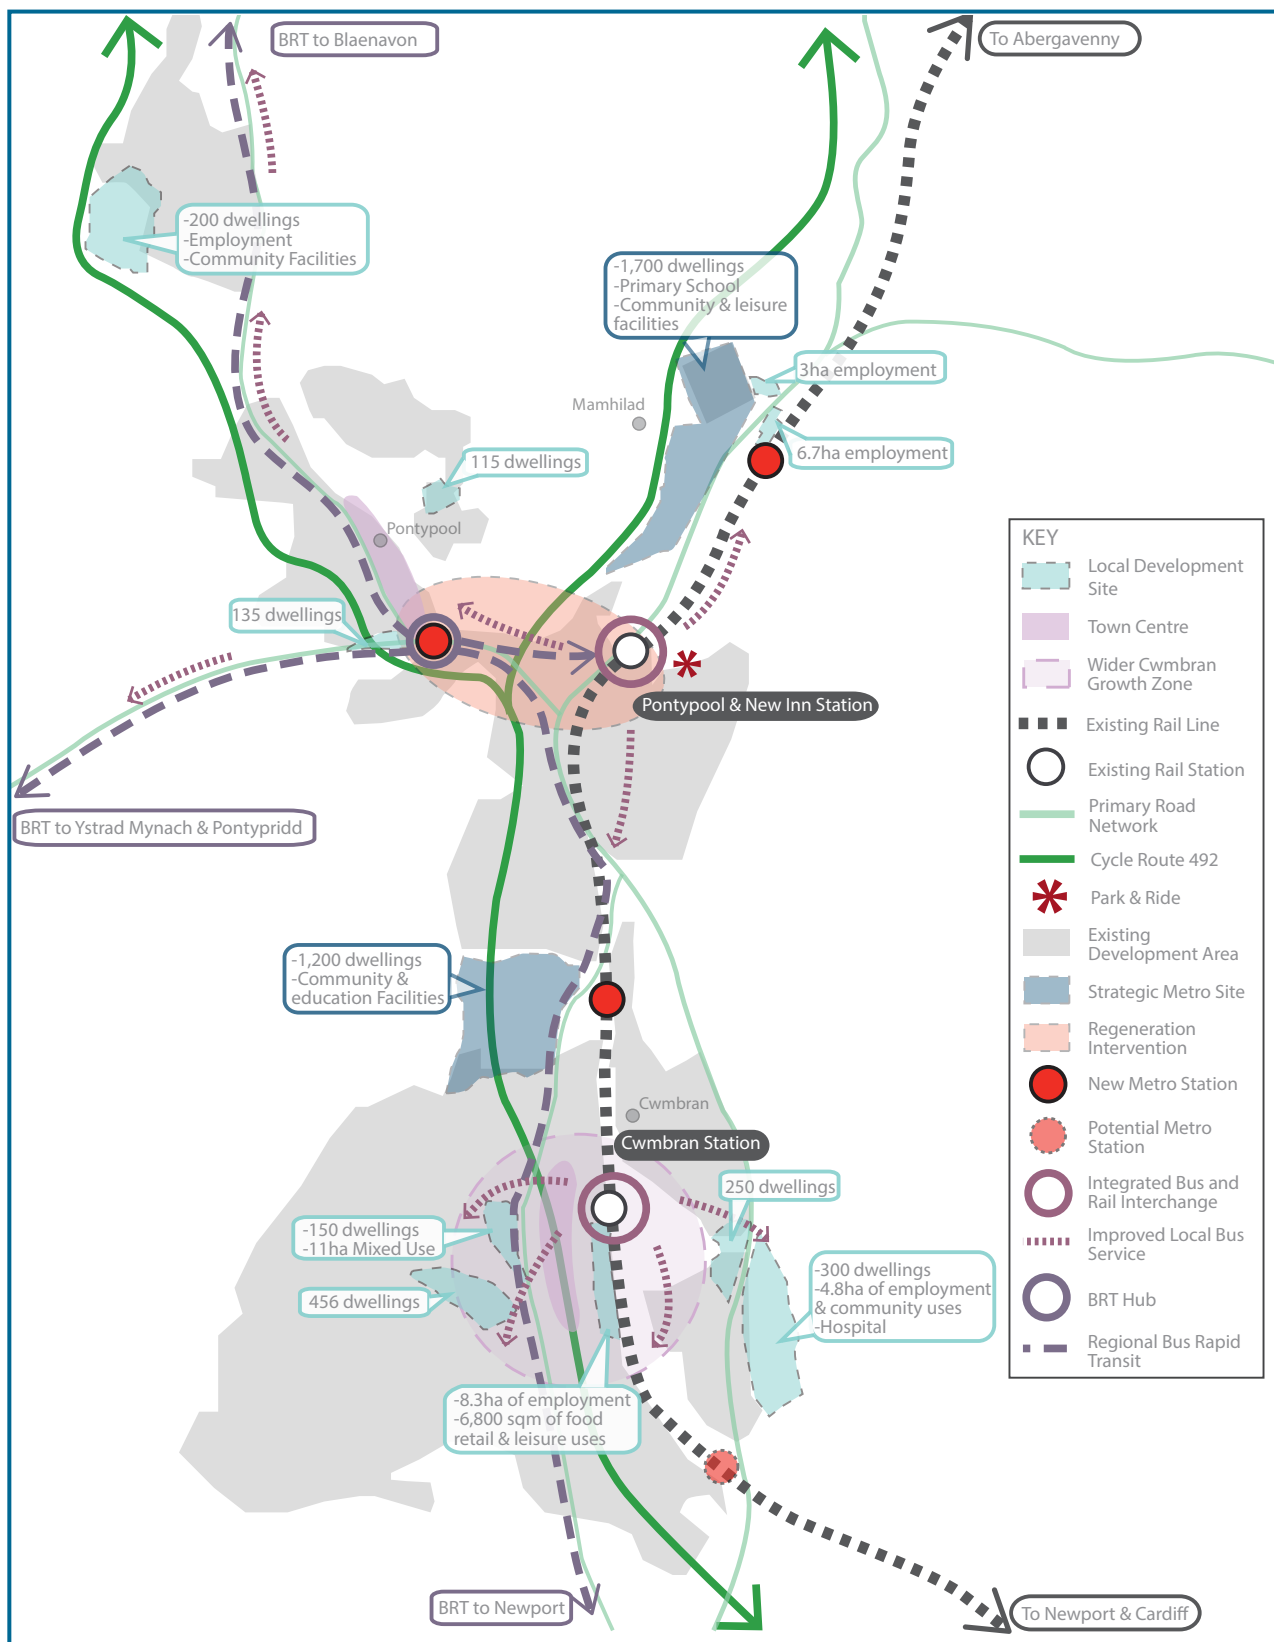 BRT to Blaenavon
To Abergavenny
-200 dwellings
-Employment
-Community Facilities
-1,700 dwellings
-Primary School
-Community & leisure
facilities
3ha employment
Mamhilad
6.7ha employment
115 dwellings
Pontypool
135 dwellings
Pontypool & New Inn Station
BRT to Ystrad Mynach & Pontypridd
-1,200 dwellings
-Community &
education Facilities
Cwmbran
Cwmbran Station
250 dwellings
-150 dwellings
-11ha Mixed Use
456 dwellings
-300 dwellings
-4.8ha of employment
& community uses
-Hospital
-8.3ha of employment
-6,800 sqm of food
retail & leisure uses
BRT to Newport
To Newport & Cardiff
KEY
Local Development
Site
Town Centre
Wider Cwmbran
Growth Zone
Existing Rail Line
Existing Rail Station
Primary Road
Network
Cycle Route 492
Park & Ride
Existing
Development Area
Strategic Metro Site
Regeneration
Intervention
New Metro Station
Potential Metro
Station
Integrated Bus and
Rail Interchange
Improved Local Bus
Service
BRT Hub
Regional Bus Rapid
Transit